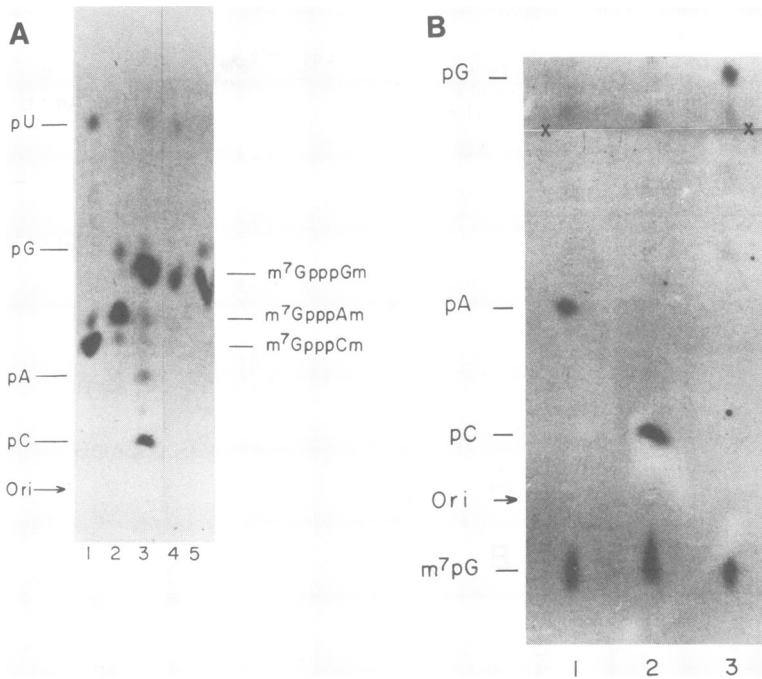 A
pU
pG
m⁷GpppGm
m⁷GpppAm
m⁷GpppCm
pA
pC
Ori
1 2 3 4 5
B
pG
x x
pA
pC
Ori
m⁷pG
1 2 3